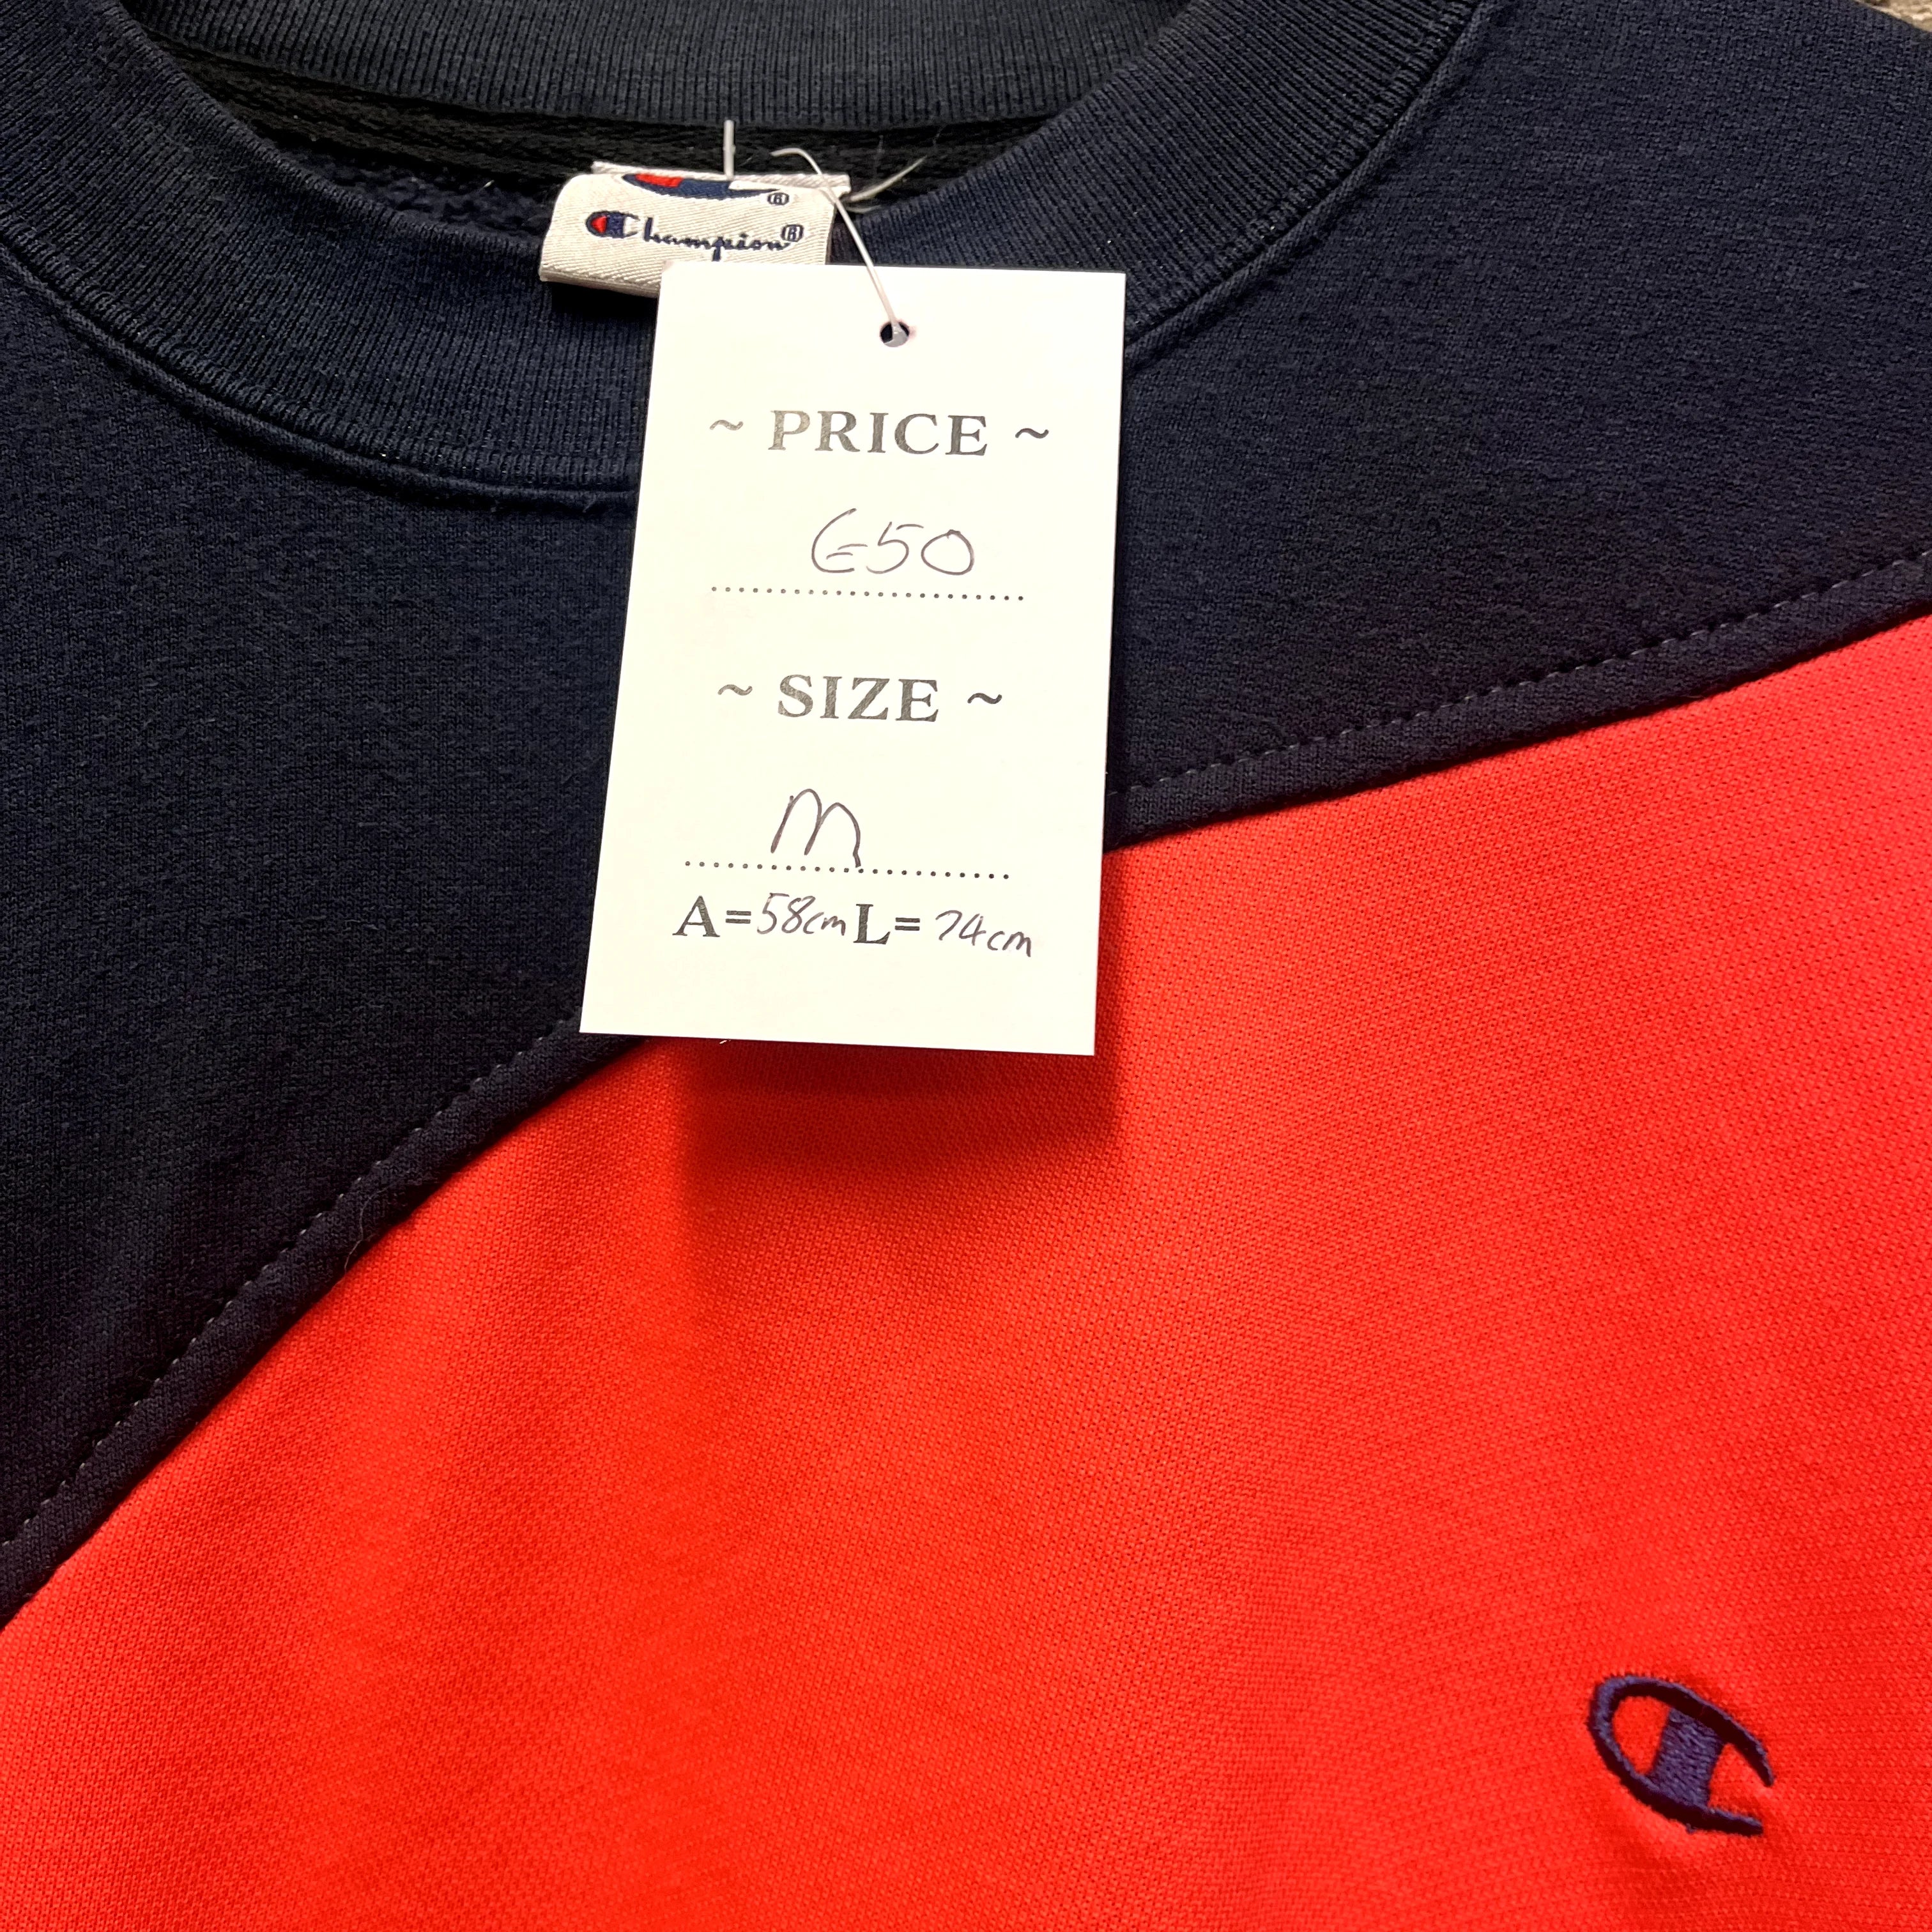 Champion®
~ PRICE ~
€50
~ SIZE ~
M
A=58cm L=74cm